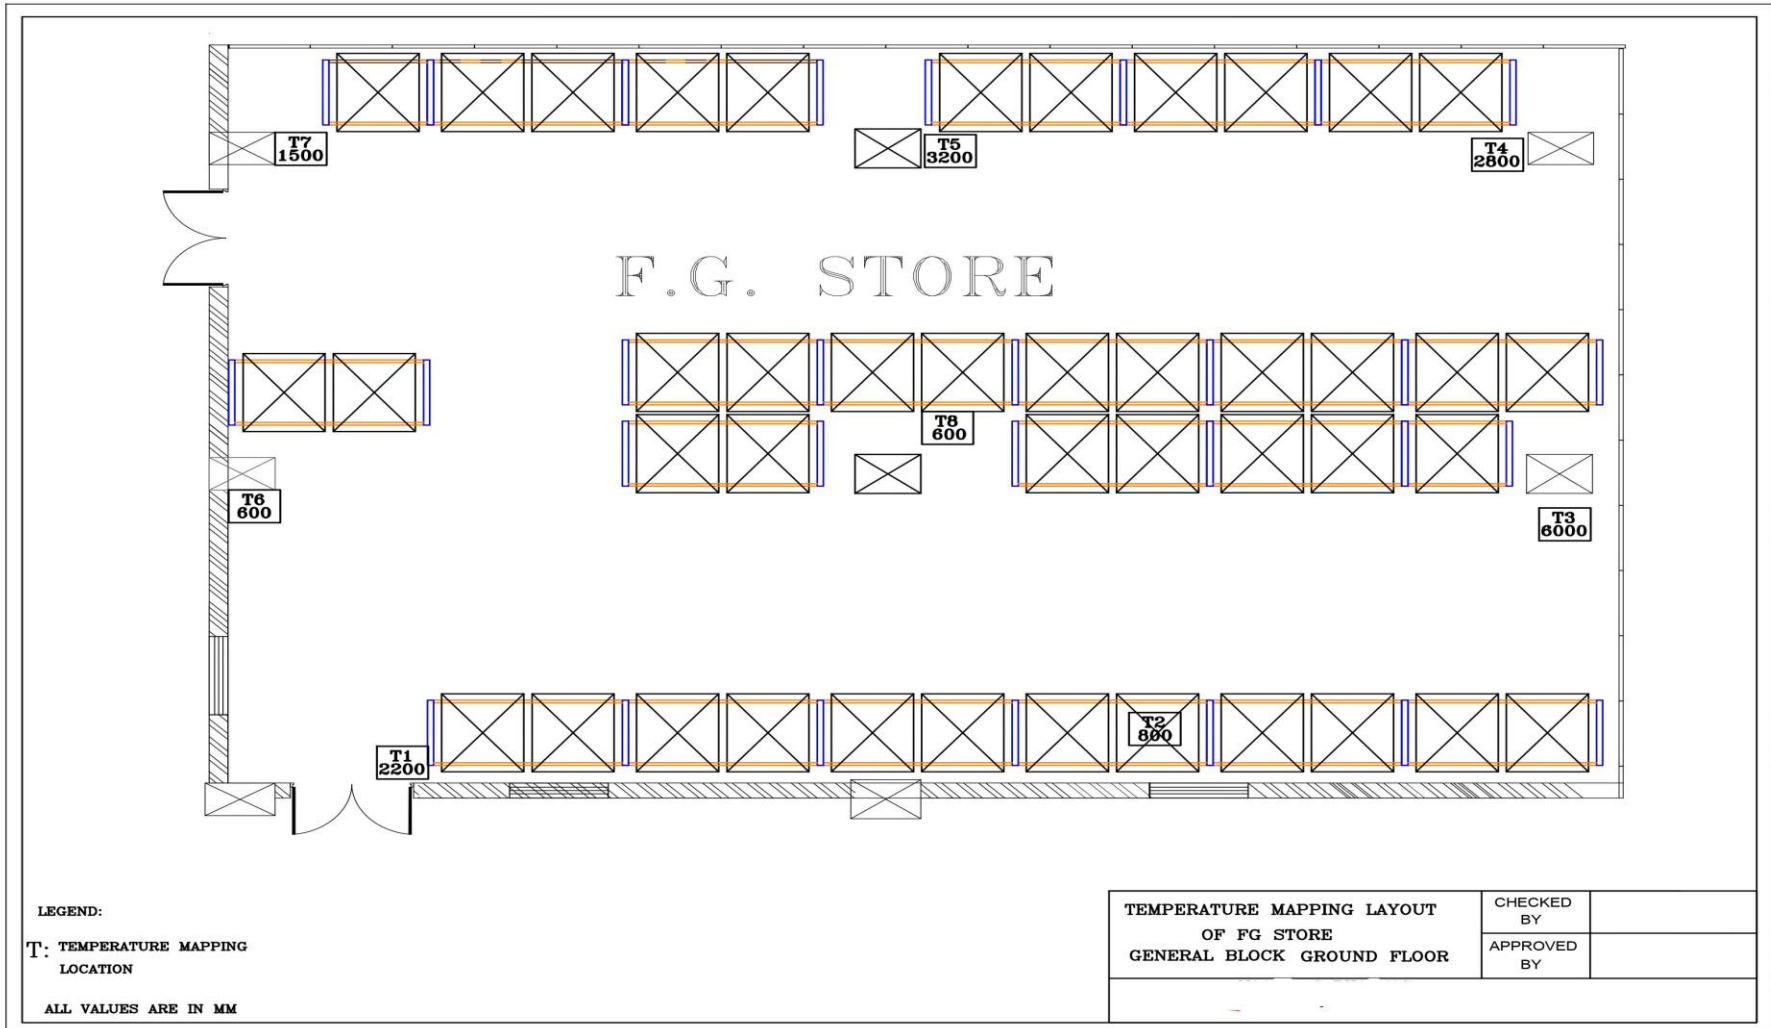 T7
1500
T5
3200
T4
2800
F.G. STORE
T8
600
T6
600
T3
6000
T2
800
T1
2200
LEGEND:
T: TEMPERATURE MAPPING
LOCATION
ALL VALUES ARE IN MM
TEMPERATURE MAPPING LAYOUT
OF FG STORE
GENERAL BLOCK GROUND FLOOR
CHECKED
BY
APPROVED
BY